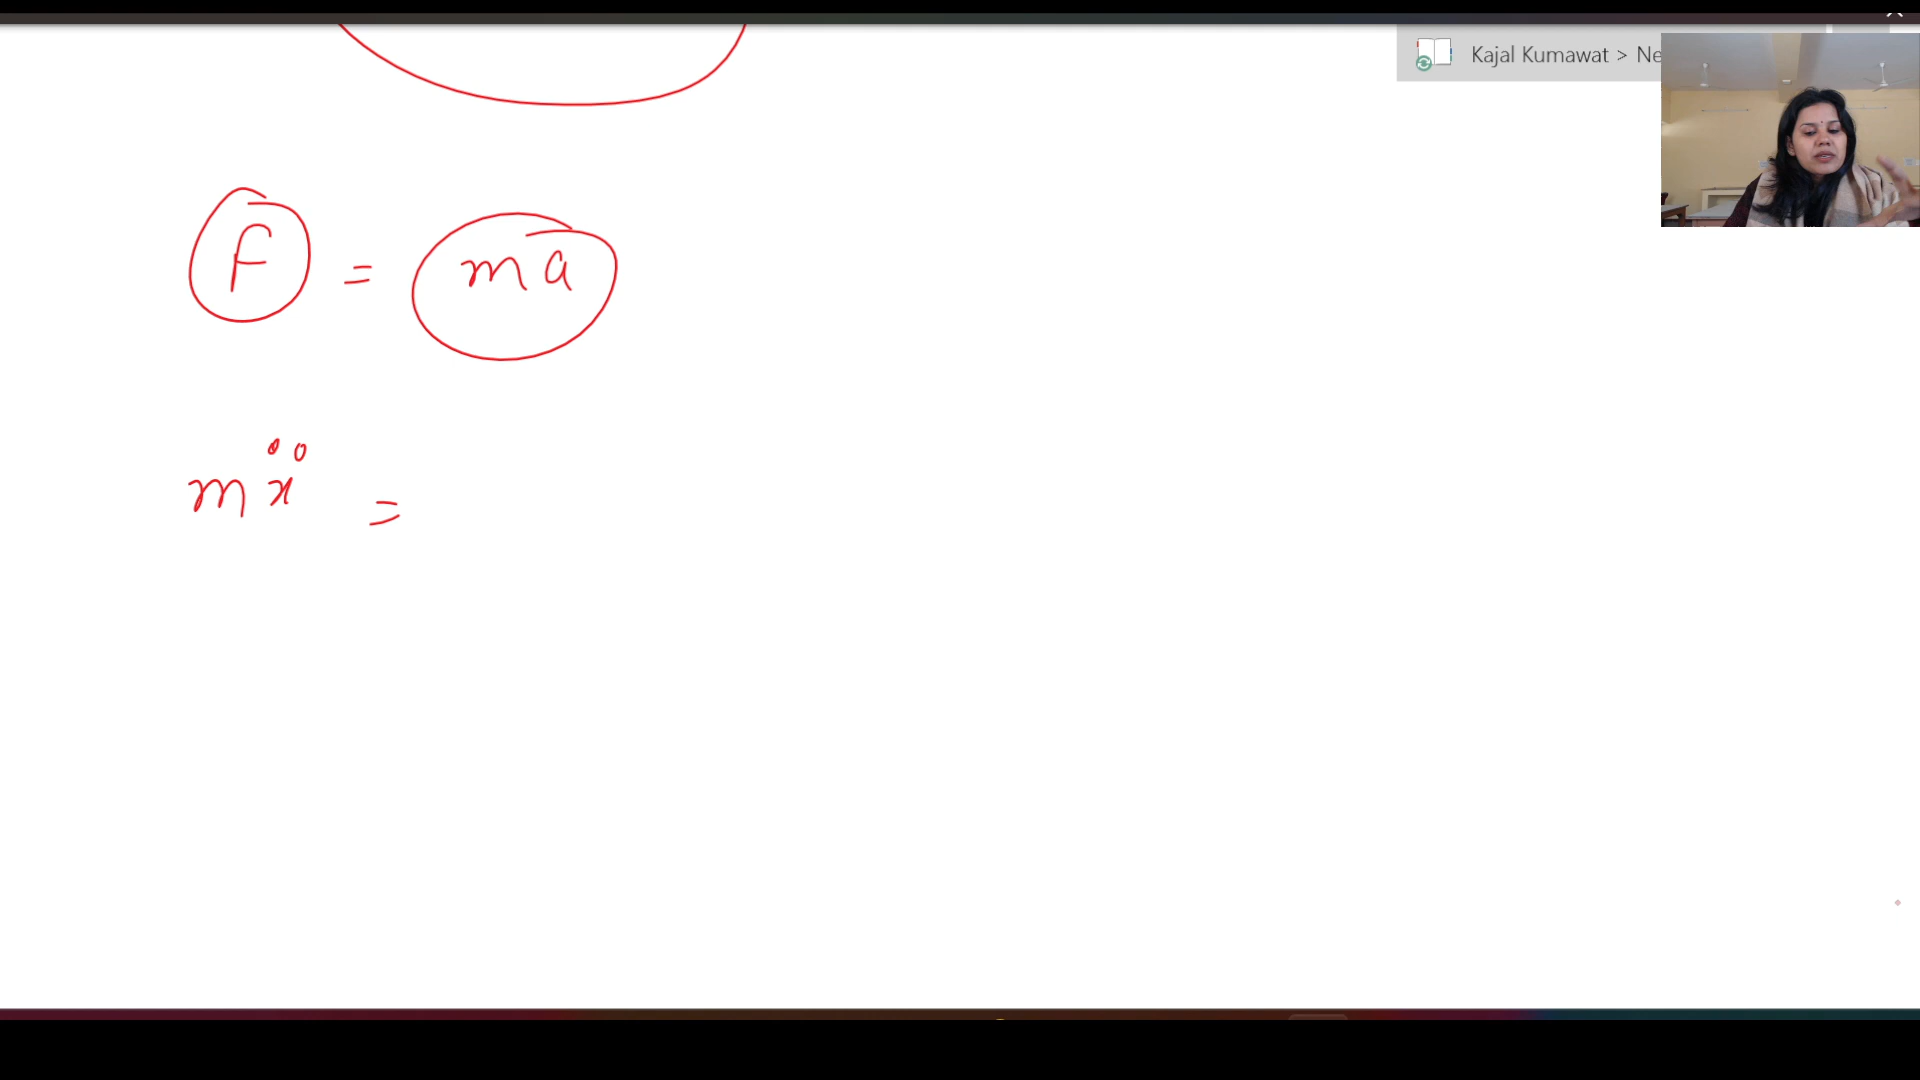 Kajal Kumawat > Ne
F = ma
mẍ =